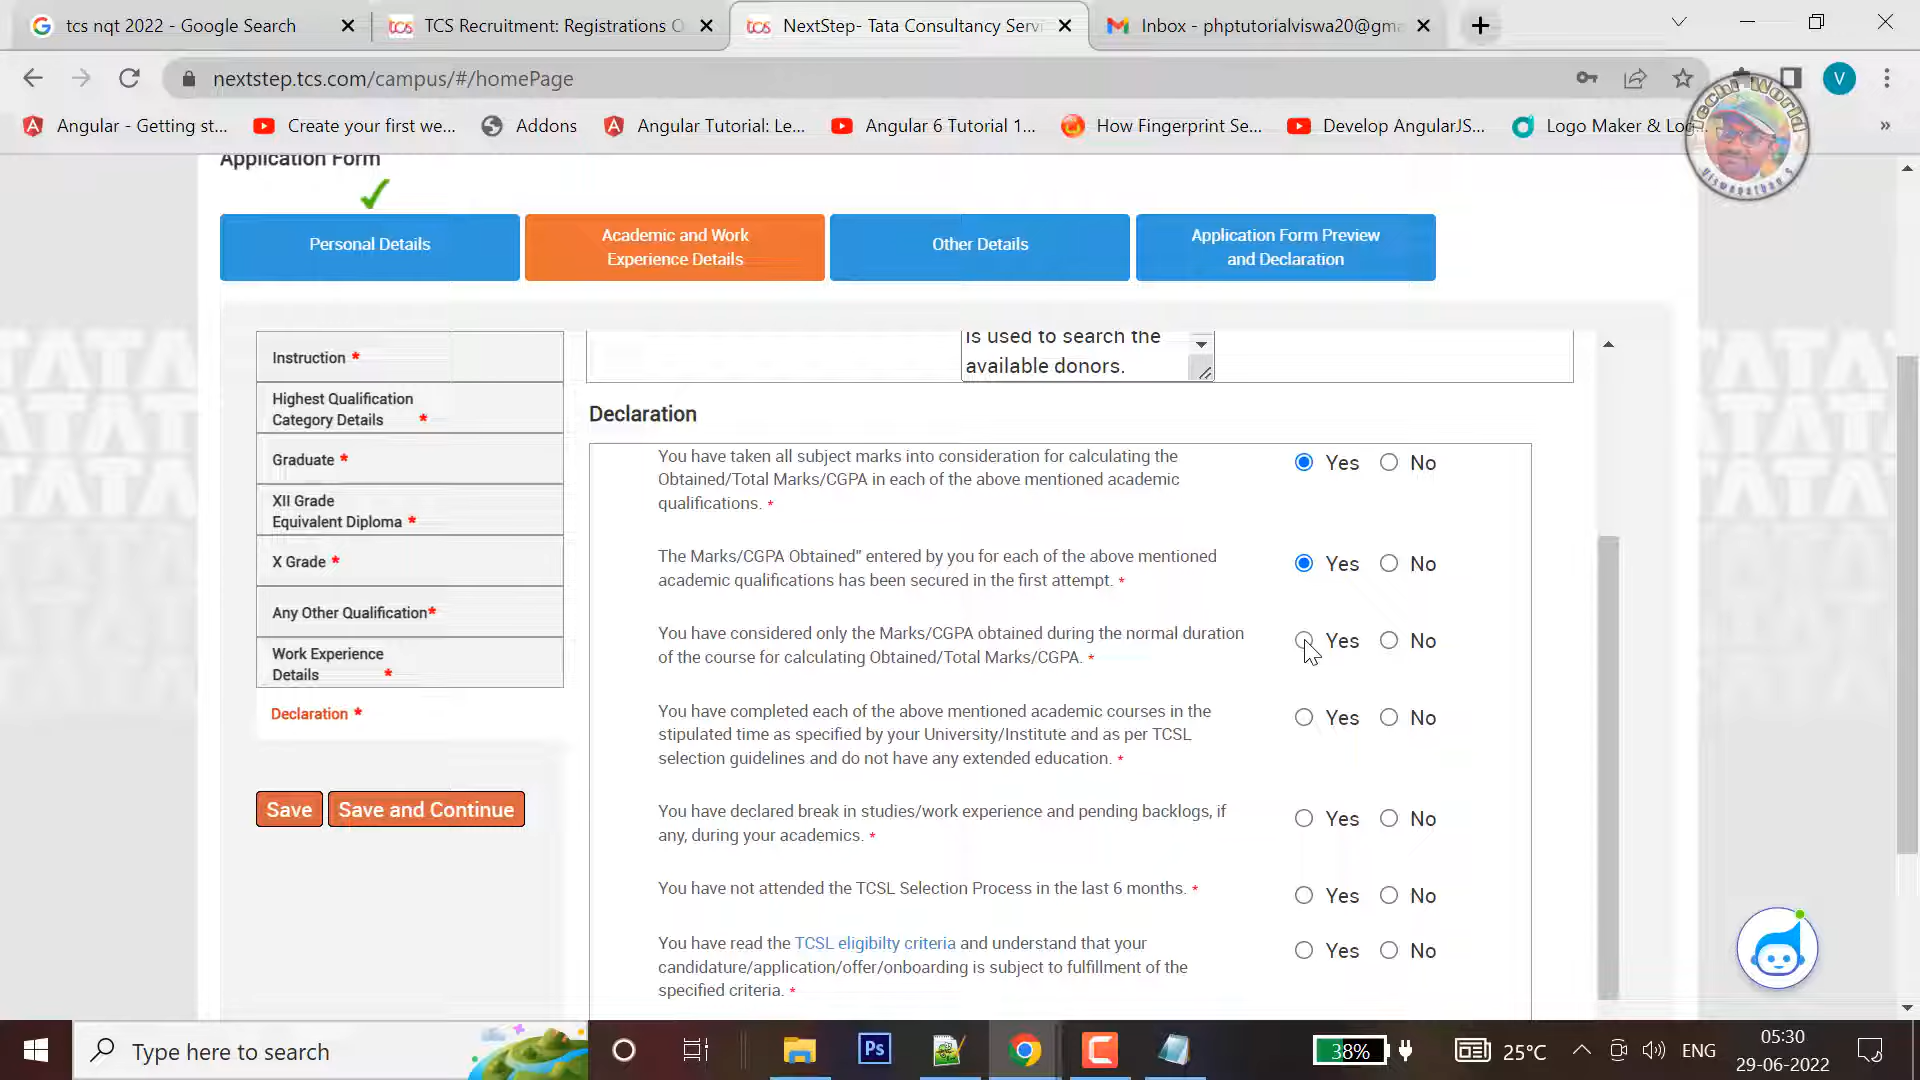 tcs nqt 2022 - Google Search
tcs TCS Recruitment: Registrations O
tcs NextStep- Tata Consultancy Servi
Inbox - phptutorialviswa20@gma
nextstep.tcs.com/campus/#/homePage
V
Angular - Getting st...
Create your first we...
Addons
Angular Tutorial: Le...
Angular 6 Tutorial 1...
How Fingerprint Se...
Develop AngularJS...
Logo Maker & Log
»
Techi World
Viswanathan S
Application Form
Personal Details
Academic and Work
Experience Details
Other Details
Application Form Preview
and Declaration
Instruction *
Highest Qualification
Category Details *
Graduate *
XII Grade
Equivalent Diploma *
X Grade *
Any Other Qualification*
Work Experience
Details *
Declaration *
Save
Save and Continue
is used to search the
available donors.
Declaration
You have taken all subject marks into consideration for calculating the
Obtained/Total Marks/CGPA in each of the above mentioned academic
qualifications. *
Yes No
The Marks/CGPA Obtained" entered by you for each of the above mentioned
academic qualifications has been secured in the first attempt. *
Yes No
You have considered only the Marks/CGPA obtained during the normal duration
of the course for calculating Obtained/Total Marks/CGPA. *
Yes No
You have completed each of the above mentioned academic courses in the
stipulated time as specified by your University/Institute and as per TCSL
selection guidelines and do not have any extended education. *
Yes No
You have declared break in studies/work experience and pending backlogs, if
any, during your academics. *
Yes No
You have not attended the TCSL Selection Process in the last 6 months. *
Yes No
You have read the TCSL eligibilty criteria and understand that your
candidature/application/offer/onboarding is subject to fulfillment of the
specified criteria. *
Yes No
Type here to search
Ps
38%
25°C
ENG
05:30
29-06-2022